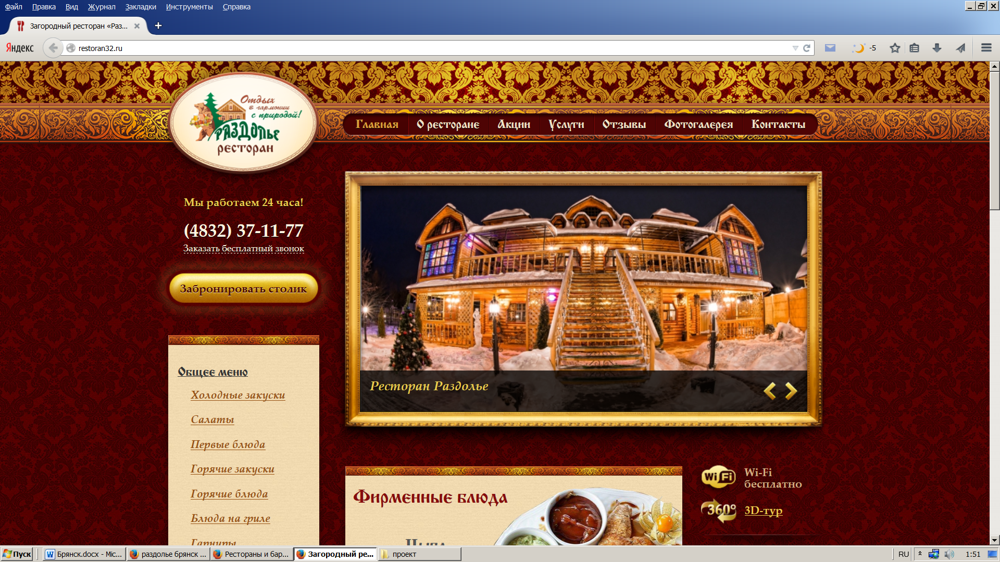 Файл Правка Вид Журнал Закладки Инструменты Справка
Загородный ресторан «Раз...
Яндекс
restoran32.ru
-5
Отдых
в гармонии
с природой!
Раздолье
ресторан
Главная О ресторане Акции Услуги Отзывы Фотогалерея Контакты
Мы работаем 24 часа!
(4832) 37-11-77
Заказать бесплатный звонок
Забронировать столик
Ресторан Раздолье
Общее меню
Холодные закуски
Салаты
Первые блюда
Горячие закуски
Горячие блюда
Блюда на гриле
Гарниры
Фирменные блюда
Wi Fi
Wi-Fi
бесплатно
360°
3D-тур
Пуск
Брянск.docx - Mic...
раздолье брянск ...
Рестораны и бар...
Загородный ре...
проект
RU
1:51